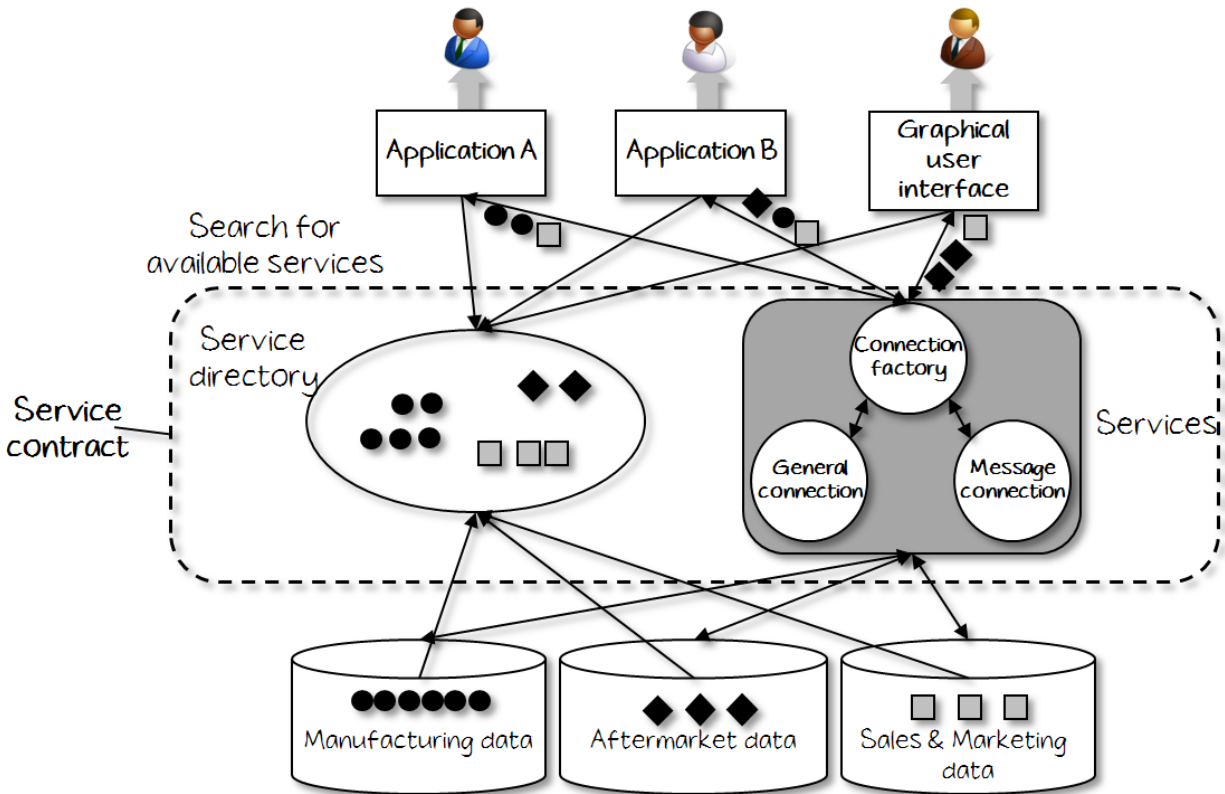 Application A
Application B
Graphical
user
interface
Search for
available services
Service
directory
Service
contract
Connection
factory
General
connection
Message
connection
Services
Manufacturing data
Aftermarket data
Sales & Marketing
data